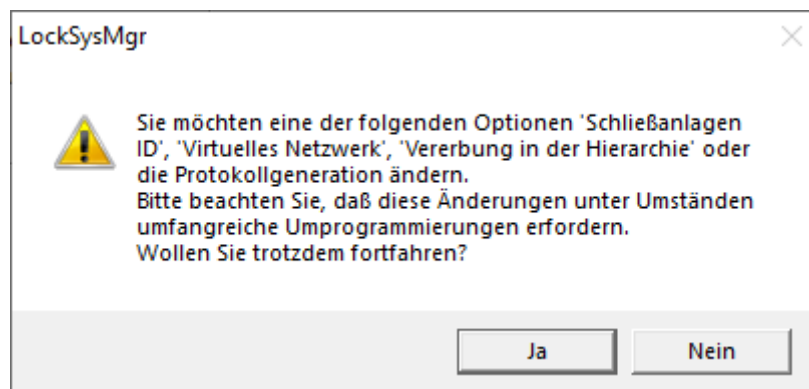 LockSysMgr
Sie möchten eine der folgenden Optionen 'Schließanlagen
ID', 'Virtuelles Netzwerk', 'Vererbung in der Hierarchie' oder
die Protokollgeneration ändern.
Bitte beachten Sie, daß diese Änderungen unter Umständen
umfangreiche Umprogrammierungen erfordern.
Wollen Sie trotzdem fortfahren?
Ja
Nein